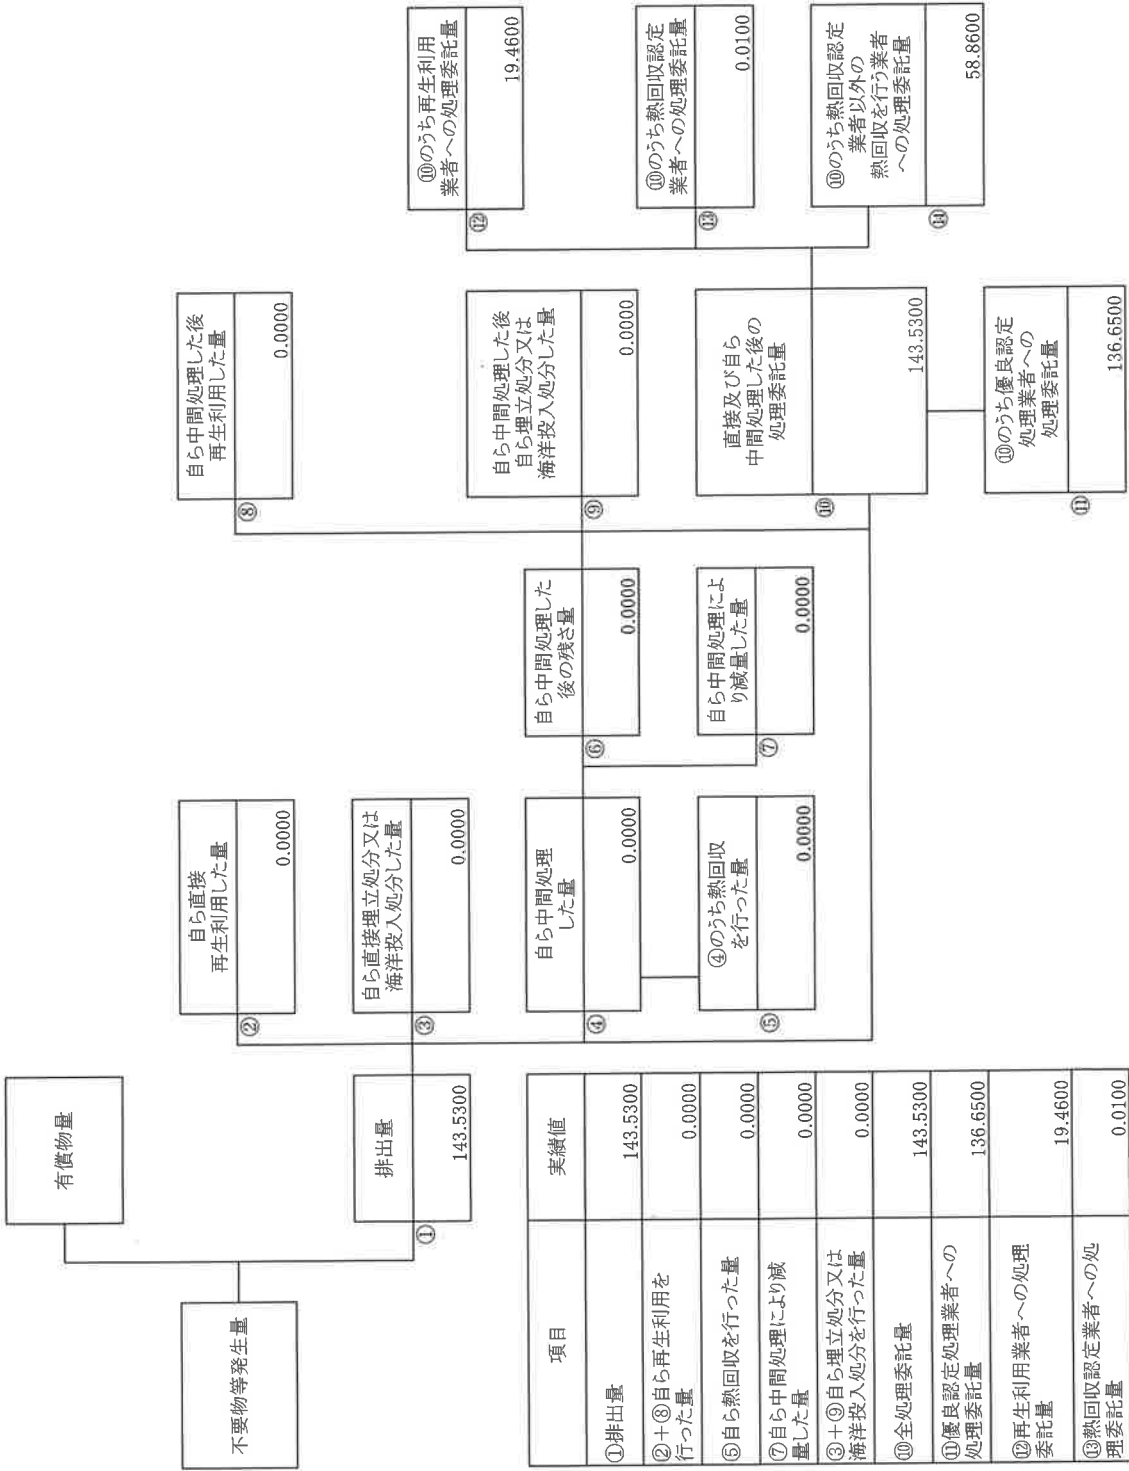 有償物量
不要物等発生量
排出量
①
143.5300
自ら直接
再生利用した量
②
0.0000
自ら直接埋立処分又は
海洋投入処分した量
③
0.0000
自ら中間処理
した量
④
0.0000
④のうち熱回収
を行った量
⑤
0.0000
自ら中間処理した
後の残さ量
⑥
0.0000
自ら中間処理によ
り減量した量
⑦
0.0000
自ら中間処理した後
再生利用した量
⑧
0.0000
自ら中間処理した後
自ら埋立処分又は
海洋投入処分した量
⑨
0.0000
直接及び自ら
中間処理した後の
処理委託量
⑩
143.5300
⑩のうち優良認定
処理業者への
処理委託量
⑪
136.6500
⑩のうち再生利用
業者への処理委託量
⑫
19.4600
⑩のうち熱回収認定
業者への処理委託量
⑬
0.0100
⑩のうち熱回収認定
業者以外の
熱回収を行う業者
への処理委託量
⑭
58.8600
項目 実績値
①排出量 143.5300
②+⑧自ら再生利用を
行った量 0.0000
⑤自ら熱回収を行った量 0.0000
⑦自ら中間処理により減
量した量 0.0000
③+⑨自ら埋立処分又は
海洋投入処分を行った量 0.0000
⑩全処理委託量 143.5300
⑪優良認定処理業者への
処理委託量 136.6500
⑫再生利用業者への処理
委託量 19.4600
⑬熱回収認定業者への処
理委託量 0.0100